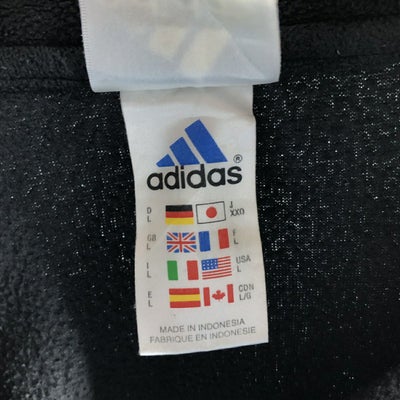 adidas®
D L J XXO
GB L F L
I L USA L
E L CDN L/G
MADE IN INDONESIA
FABRIQUE EN INDONESIE